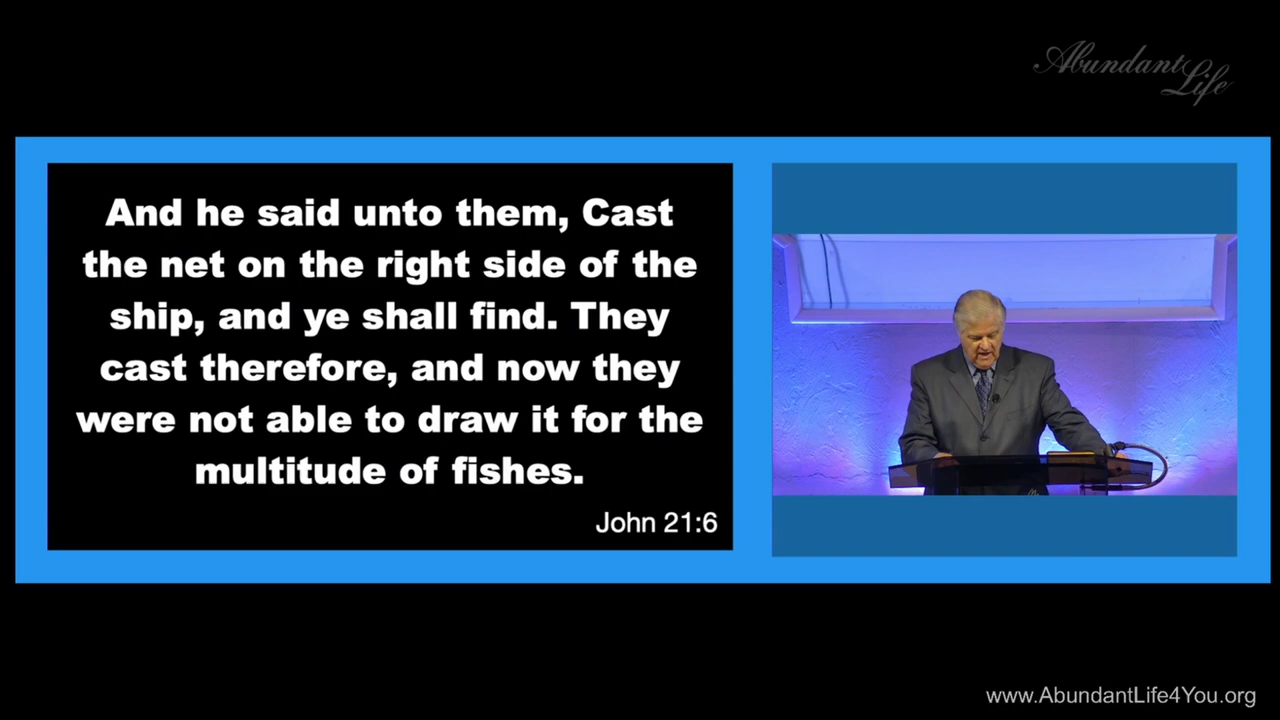 Abundant
Life
And he said unto them, Cast
the net on the right side of the
ship, and ye shall find. They
cast therefore, and now they
were not able to draw it for the
multitude of fishes.
John 21:6
www.AbundantLife4You.org